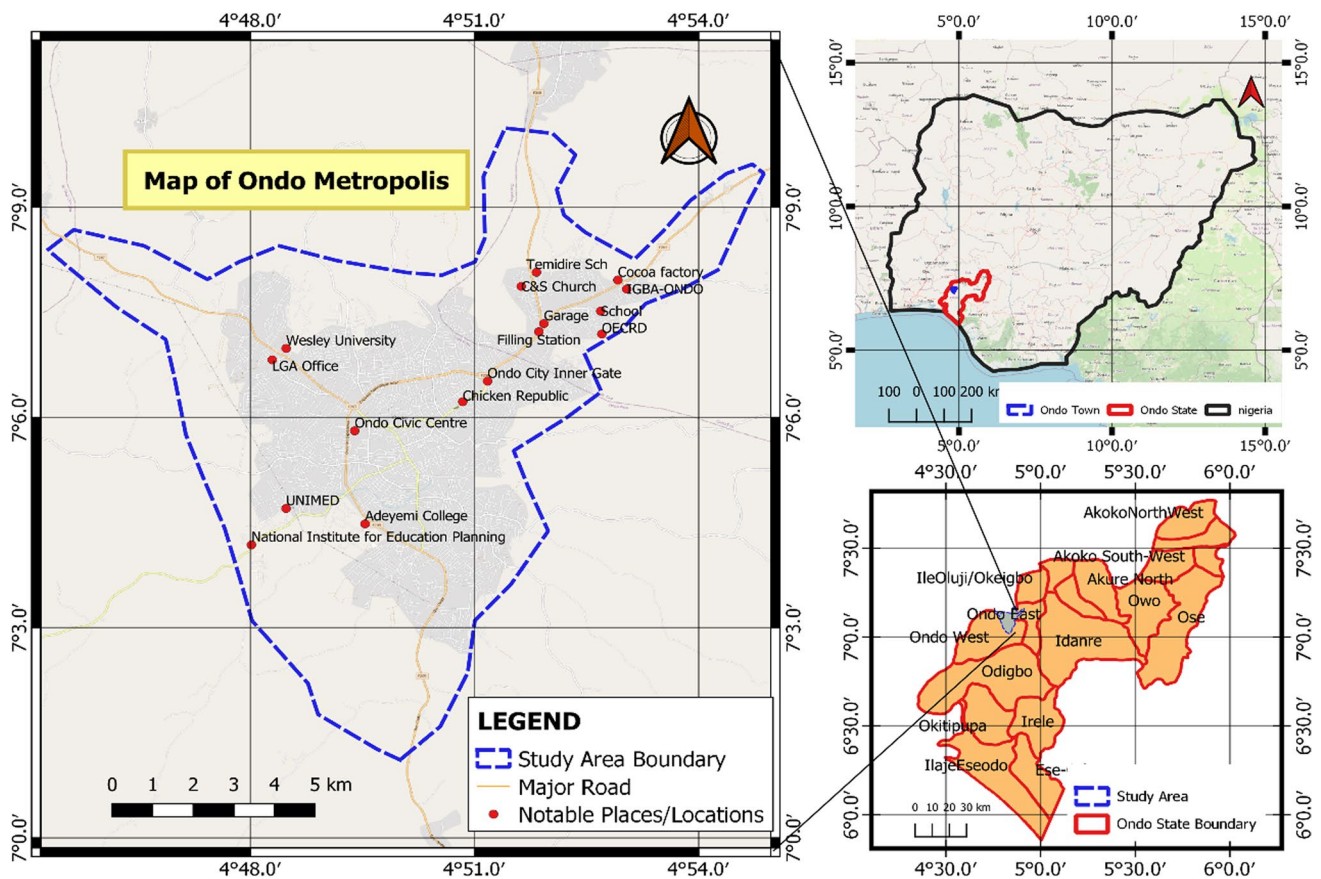 4°48.0′ 4°51.0′ 4°54.0′
7°9.0′ 7°9.0′
7°6.0′ 7°6.0′
7°3.0′ 7°3.0′
7°0.0′ 7°0.0′
Map of Ondo Metropolis
Temidire Sch
Cocoa factory
C&S Church
IGBA-ONDO
School
Garage
OECRD
Filling Station
Wesley University
LGA Office
Ondo City Inner Gate
Chicken Republic
Ondo Civic Centre
UNIMED
Adeyemi College
National Institute for Education Planning
LEGEND
Study Area Boundary
Major Road
Notable Places/Locations
0 1 2 3 4 5 km
4°48.0′ 4°51.0′ 4°54.0′
5°0.0′ 10°0.0′ 15°0.0′
15°0.0′ 15°0.0′
10°0.0′ 10°0.0′
5°0.0′ 5°0.0′
100 0 100 200 km
Ondo Town Ondo State nigeria
5°0.0′ 10°0.0′ 15°0.0′
4°30.0′ 5°0.0′ 5°30.0′ 6°0.0′
7°30.0′ 7°30.0′
7°0.0′ 7°0.0′
6°30.0′ 6°30.0′
6°0.0′ 6°0.0′
AkokoNorthWest
Akoko South-West
IleOluji/Okeigbo
Akure North
Owo
Ondo East
Ose
Ondo West
Idanre
Odigbo
Okitipupa
Irele
IlajeEseodo
Ese-
Study Area
Ondo State Boundary
0 10 20 30 km
4°30.0′ 5°0.0′ 5°30.0′ 6°0.0′